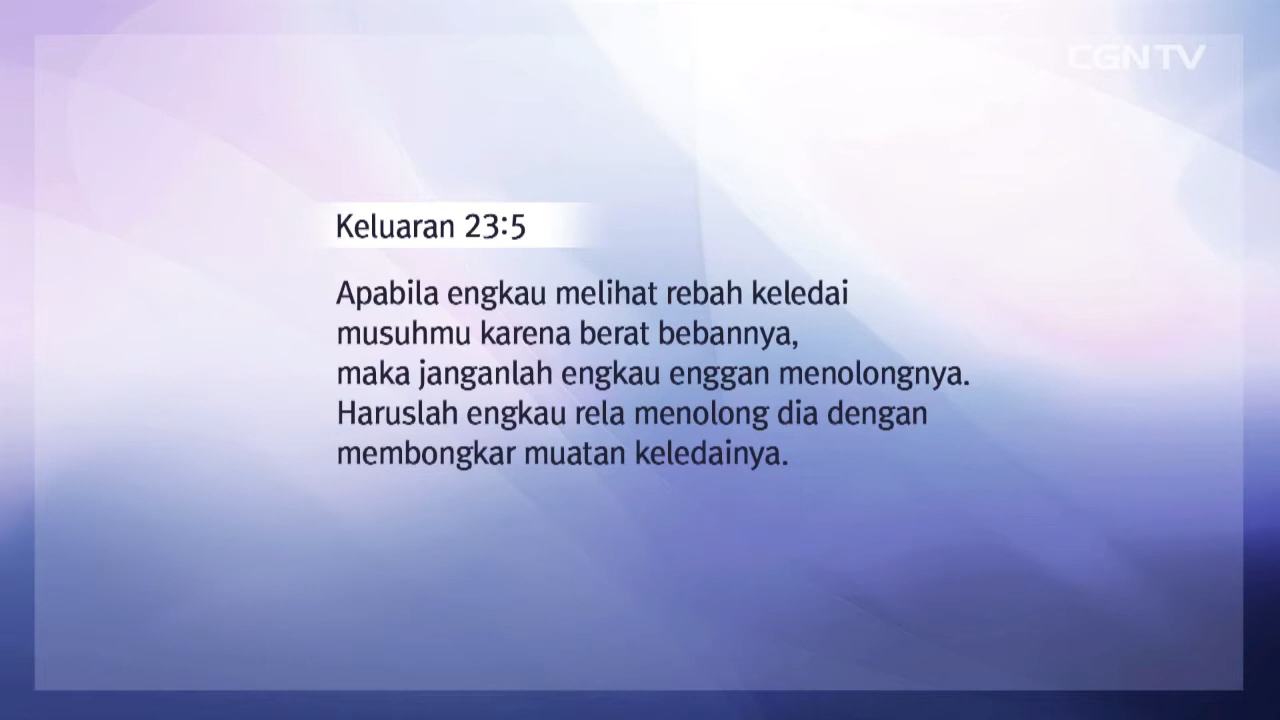 CGNTV
Keluaran 23:5
Apabila engkau melihat rebah keledai
musuhmu karena berat bebannya,
maka janganlah engkau enggan menolongnya.
Haruslah engkau rela menolong dia dengan
membongkar muatan keledainya.